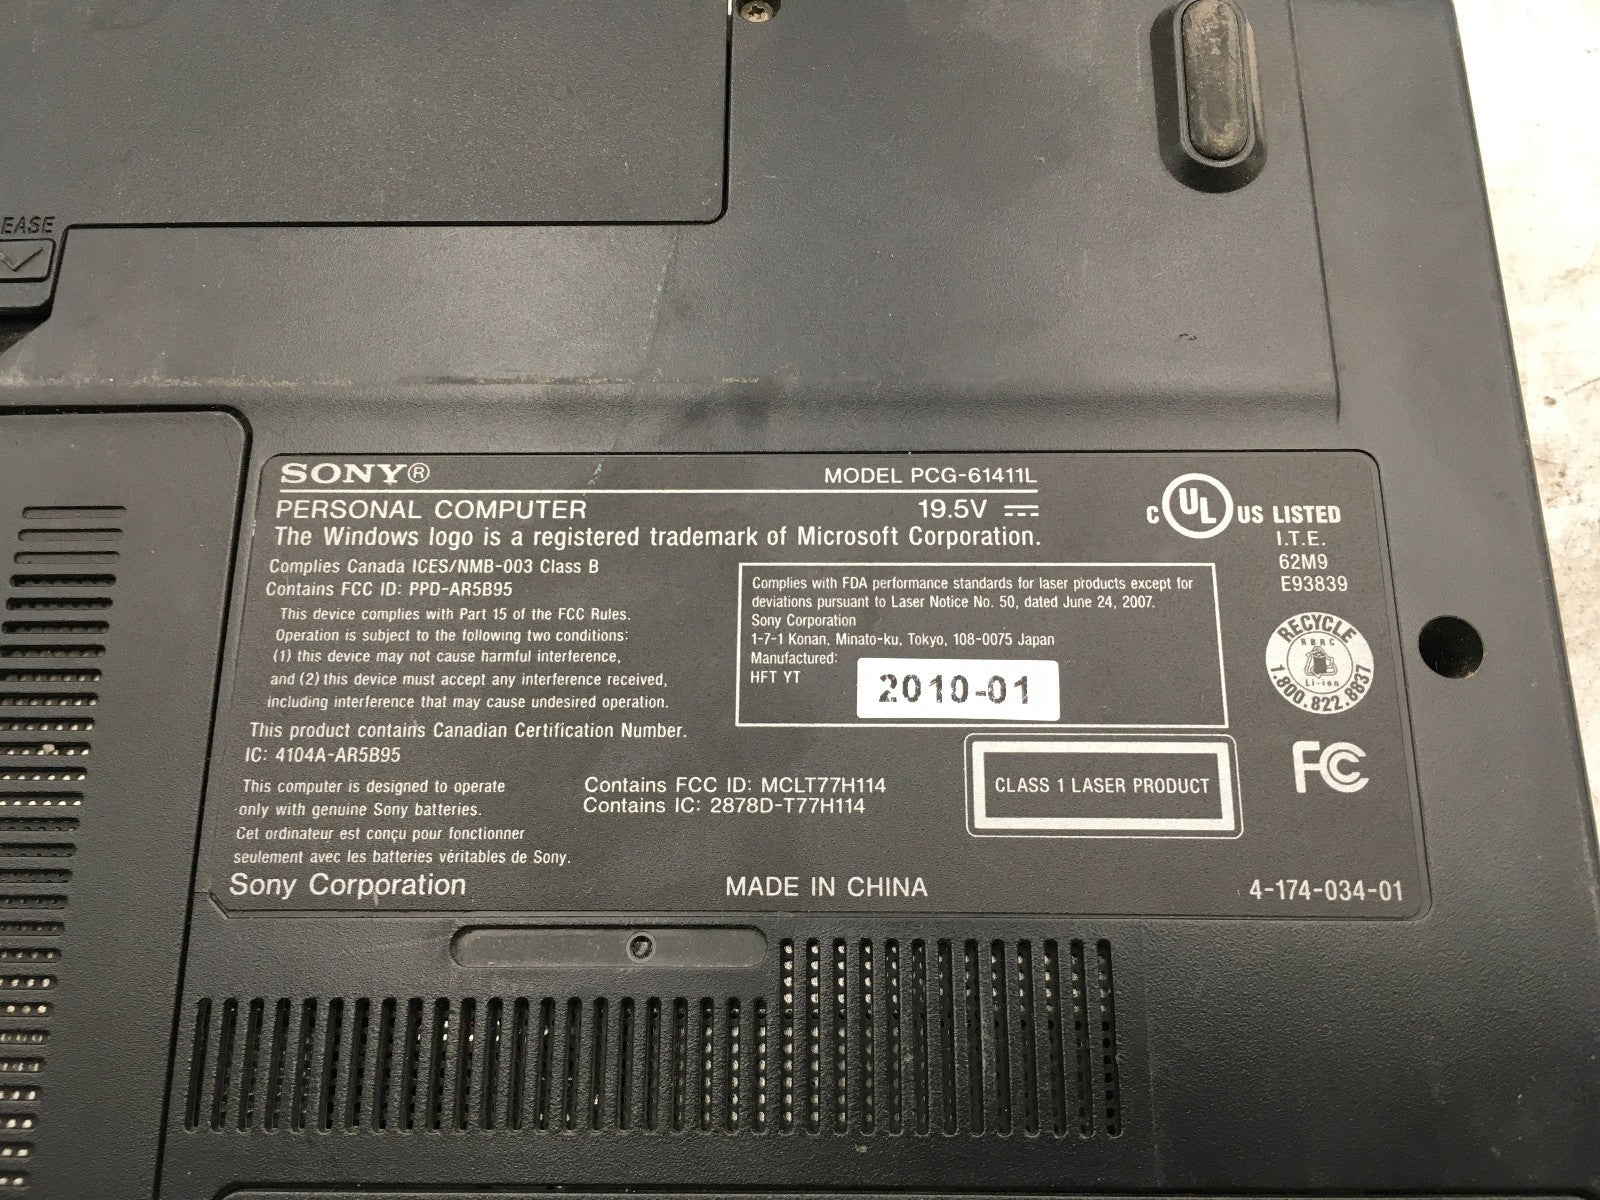 EASE
SONY®
MODEL PCG-61411L
PERSONAL COMPUTER
19.5V
The Windows logo is a registered trademark of Microsoft Corporation.
Complies Canada ICES/NMB-003 Class B
Contains FCC ID: PPD-AR5B95
This device complies with Part 15 of the FCC Rules.
Operation is subject to the following two conditions:
(1) this device may not cause harmful interference,
and (2) this device must accept any interference received,
including interference that may cause undesired operation.
This product contains Canadian Certification Number.
IC: 4104A-AR5B95
This computer is designed to operate
only with genuine Sony batteries.
Cet ordinateur est conçu pour fonctionner
seulement avec les batteries véritables de Sony.
Sony Corporation
Complies with FDA performance standards for laser products except for
deviations pursuant to Laser Notice No. 50, dated June 24, 2007.
Sony Corporation
1-7-1 Konan, Minato-ku, Tokyo, 108-0075 Japan
Manufactured:
HFT YT
2010-01
Contains FCC ID: MCLT77H114
Contains IC: 2878D-T77H114
CLASS 1 LASER PRODUCT
MADE IN CHINA
C UL US LISTED
I.T.E.
62M9
E93839
RECYCLE
RBRC
Li-ion
1.800.822.8837
FC
4-174-034-01